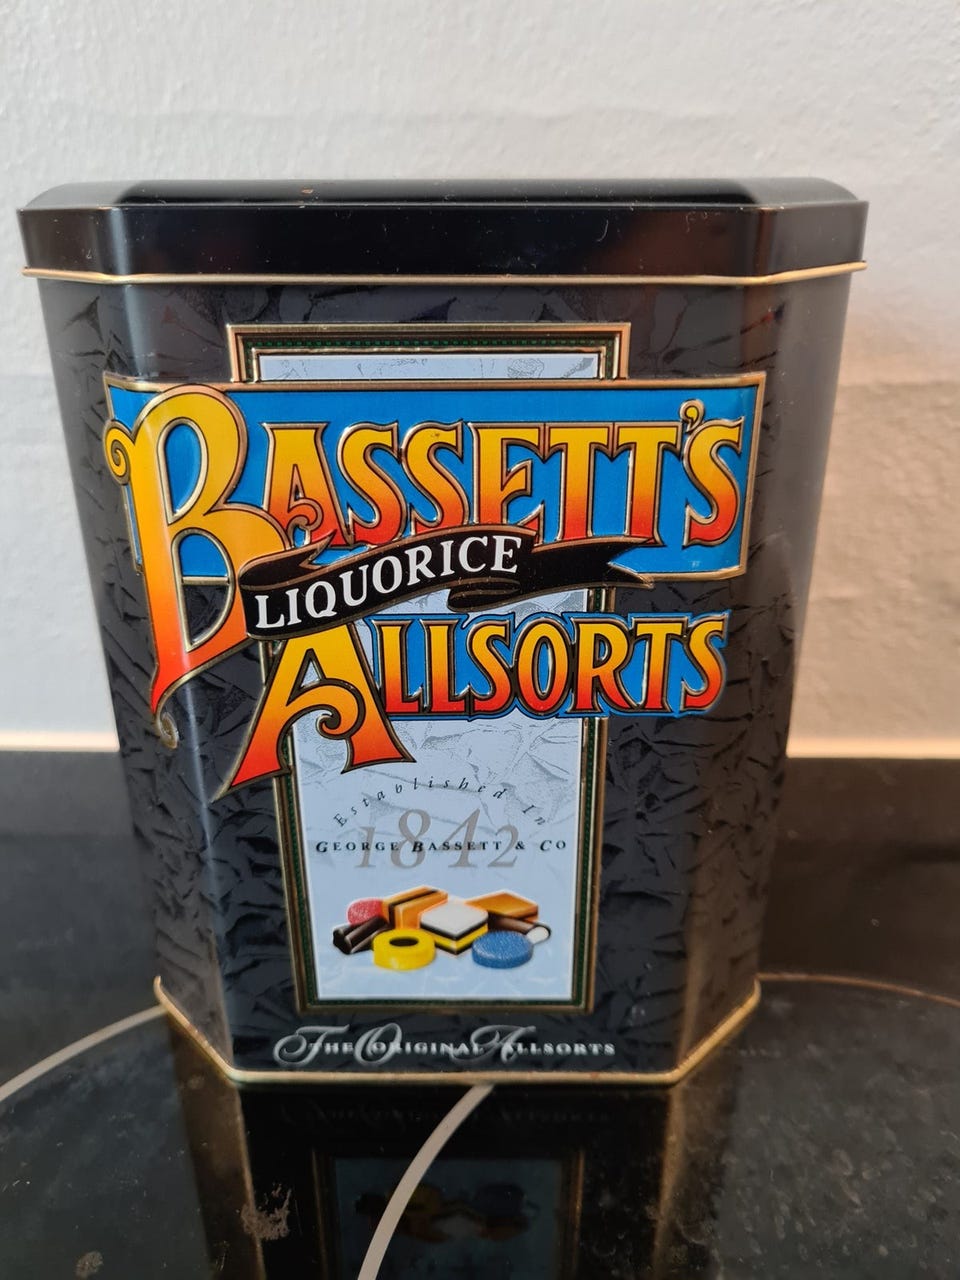 BASSETT'S
LIQUORICE
ALLSORTS
Established In
1842
GEORGE BASSETT & CO
THE ORIGINAL ALLSORTS